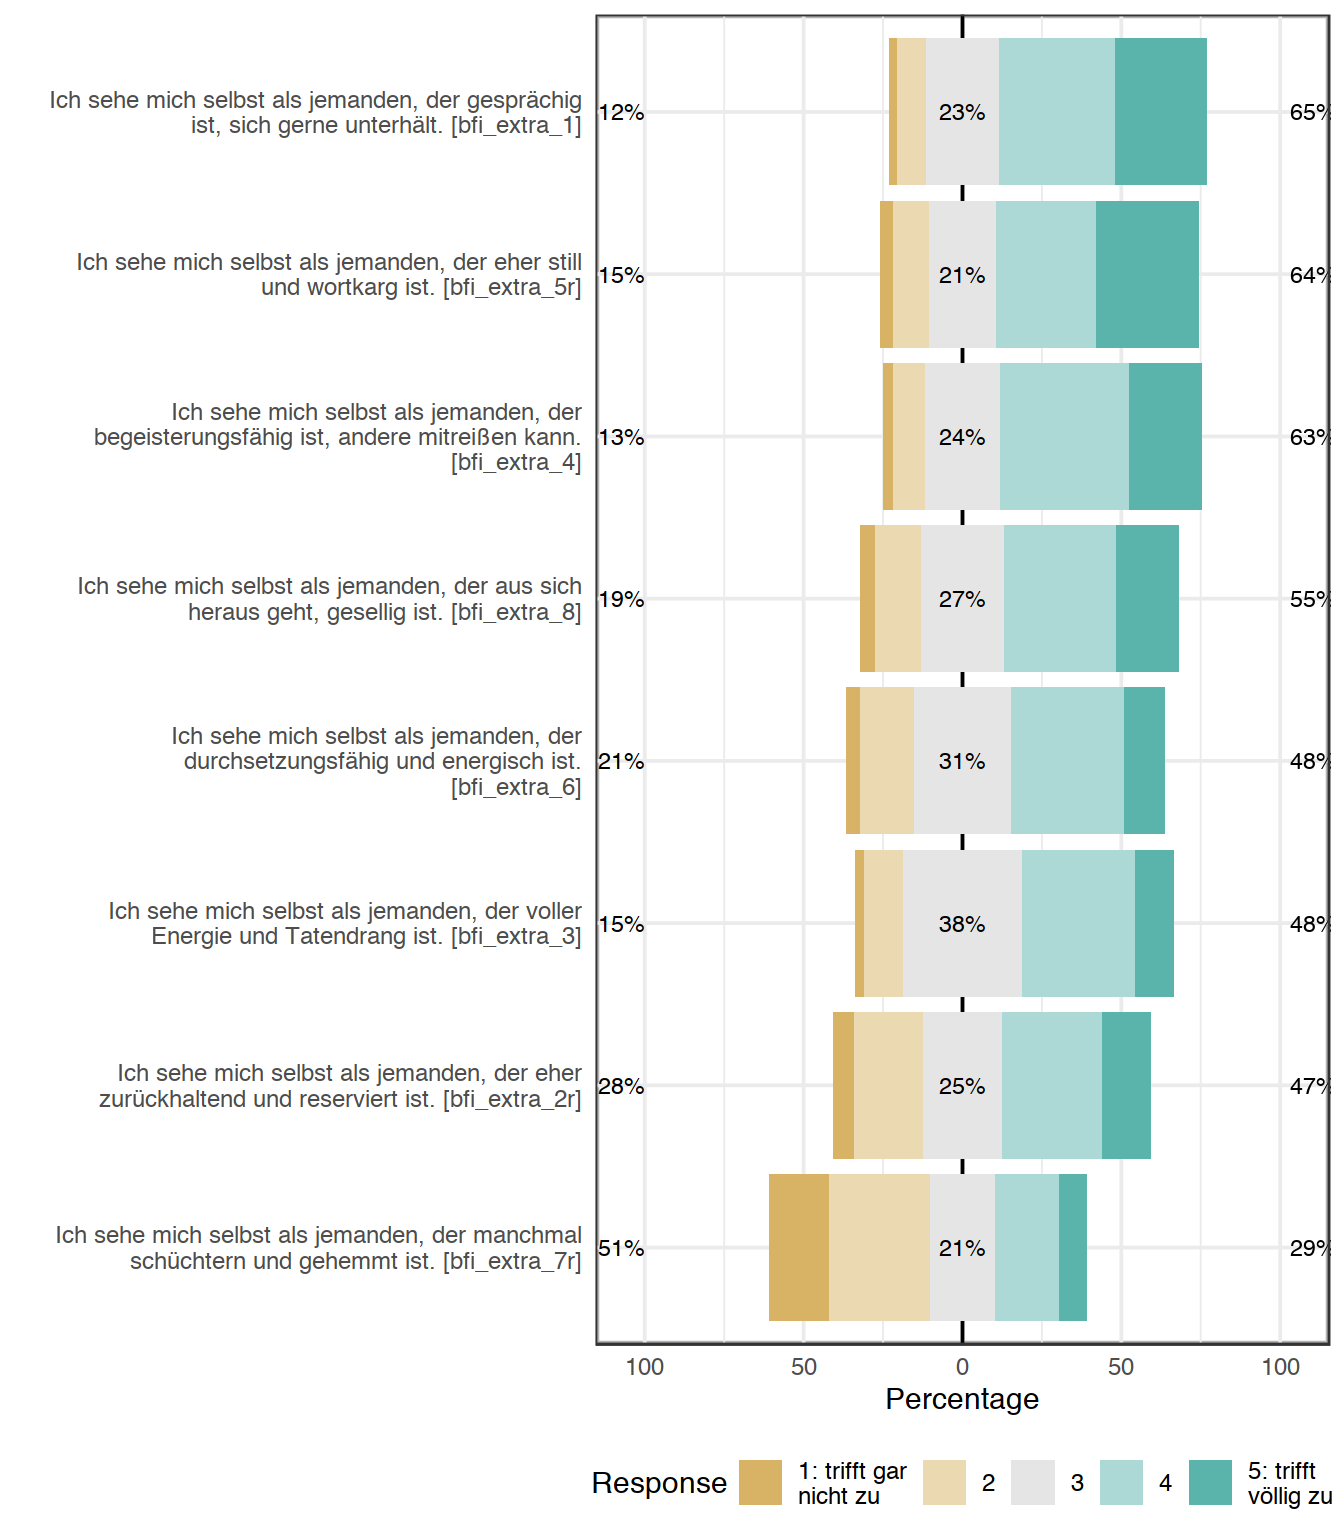 Ich sehe mich selbst als jemanden, der gesprächig
ist, sich gerne unterhält. [bfi_extra_1]
12%
23%
65%
Ich sehe mich selbst als jemanden, der eher still
und wortkarg ist. [bfi_extra_5r]
15%
21%
64%
Ich sehe mich selbst als jemanden, der
begeisterungsfähig ist, andere mitreißen kann.
[bfi_extra_4]
13%
24%
63%
Ich sehe mich selbst als jemanden, der aus sich
heraus geht, gesellig ist. [bfi_extra_8]
19%
27%
55%
Ich sehe mich selbst als jemanden, der
durchsetzungsfähig und energisch ist.
[bfi_extra_6]
21%
31%
48%
Ich sehe mich selbst als jemanden, der voller
Energie und Tatendrang ist. [bfi_extra_3]
15%
38%
48%
Ich sehe mich selbst als jemanden, der eher
zurückhaltend und reserviert ist. [bfi_extra_2r]
28%
25%
47%
Ich sehe mich selbst als jemanden, der manchmal
schüchtern und gehemmt ist. [bfi_extra_7r]
51%
21%
29%
100 50 0 50 100
Percentage
Response
1: trifft gar
nicht zu
2
3
4
5: trifft
völlig zu